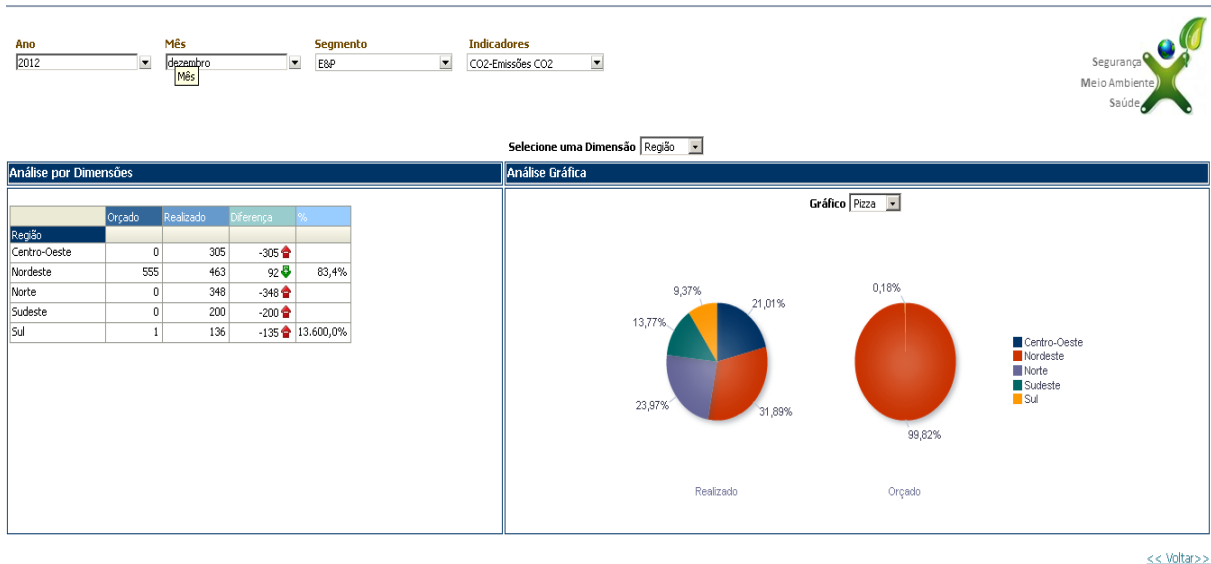 Ano Mês Segmento Indicadores
2012 dezembro E&P CO2-Emissões CO2
Mês
Segurança
Meio Ambiente
Saúde
Selecione uma Dimensão Região
Análise por Dimensões
Orçado Realizado Diferença %
Região
Centro-Oeste 0 305 -305
Nordeste 555 463 92 83,4%
Norte 0 348 -348
Sudeste 0 200 -200
Sul 1 136 -135 13.600,0%
Análise Gráfica
Gráfico Pizza
9,37%
21,01%
13,77%
23,97%
31,89%
Realizado
0,18%
99,82%
Orçado
Centro-Oeste
Nordeste
Norte
Sudeste
Sul
<< Voltar>>